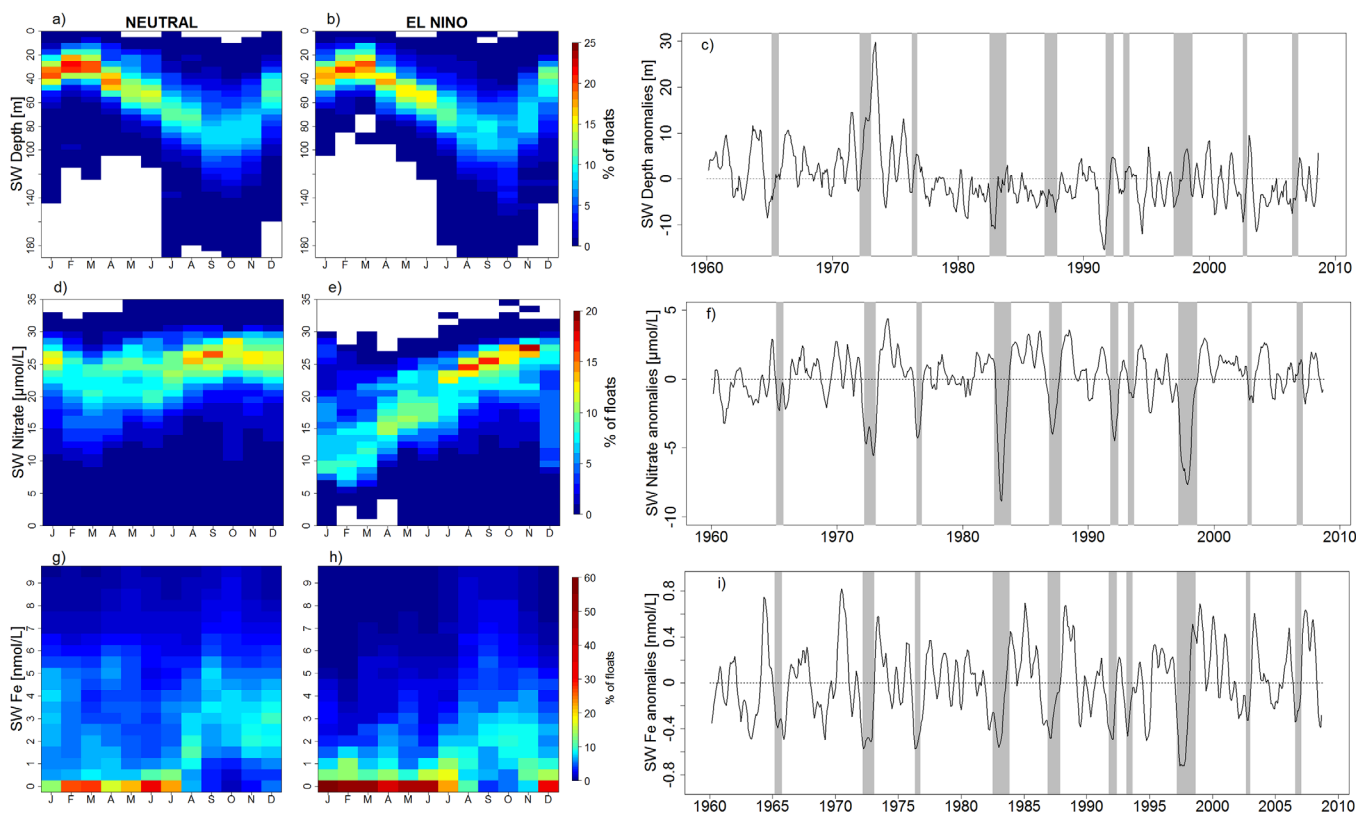 a) NEUTRAL
b) EL NINO
SW Depth [m]
0
20
40
60
80
100
140
180
J F M A M J J A S O N D
J F M A M J J A S O N D
25
20
15
10
5
0
% of floats
c)
SW Depth anomalies [m]
30
20
10
0
-10
1960 1970 1980 1990 2000 2010
d)
e)
SW Nitrate [µmol/L]
35
30
25
20
15
10
5
0
J F M A M J J A S O N D
J F M A M J J A S O N D
20
15
10
5
0
% of floats
f)
SW Nitrate anomalies [µmol/L]
5
0
-5
-10
1960 1970 1980 1990 2000 2010
g)
h)
SW Fe [nmol/L]
9
8
7
6
5
4
3
2
1
0
J F M A M J J A S O N D
J F M A M J J A S O N D
60
50
40
30
20
10
0
% of floats
i)
SW Fe anomalies [nmol/L]
0.8
0.4
0
-0.4
-0.8
1960 1965 1970 1975 1980 1985 1990 1995 2000 2005 2010